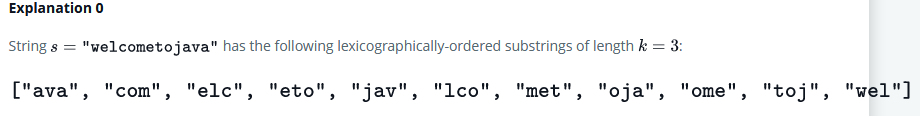 Explanation 0
String s = "welcometojava" has the following lexicographically-ordered substrings of length k = 3:
["ava", "com", "elc", "eto", "jav", "lco", "met", "oja", "ome", "toj", "wel"]